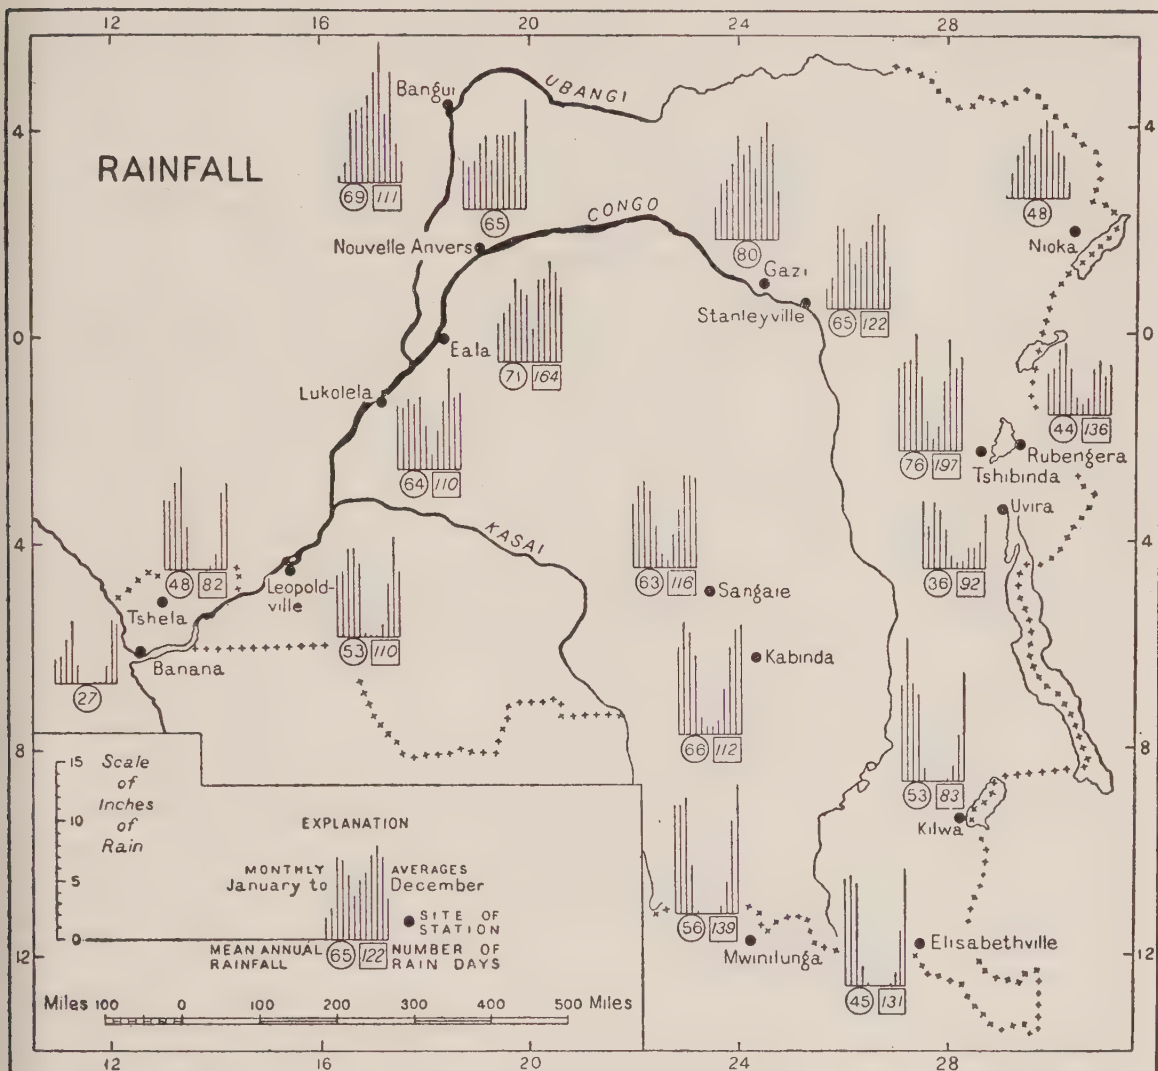 12 16 20 24 28
4 4
0 0
4 4
8 8
12 12
12 16 20 24 28
RAINFALL
Bangui
UBANGI
69 111
65
CONGO
Nouvelle Anvers
80
Gazi
Stanleyville
65 122
48
Nioka
Eala
71 164
Lukolela
64 110
76 197
44 136
Rubengera
Tshibinda
Uvira
36 92
KASAI
48 82
Tshela
Leopold-
ville
53 110
Banana
27
63 116
Sangaie
Kabinda
66 112
53 83
Kilwa
56 139
Mwinilunga
Elisabethville
45 131
15
10
5
0
Scale
of
Inches
of
Rain
EXPLANATION
MONTHLY AVERAGES
January to December
SITE OF
STATION
MEAN ANNUAL 65 122 NUMBER OF
RAINFALL RAIN DAYS
Miles 100 0 100 200 300 400 500 Miles